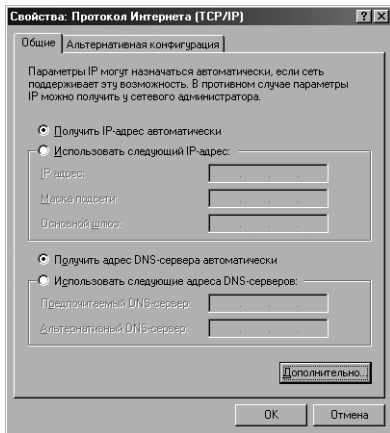 Свойства: Протокол Интернета (TCP/IP)
Общие
Альтернативная конфигурация
Параметры IP могут назначаться автоматически, если сеть
поддерживает эту возможность. В противном случае параметры
IP можно получить у сетевого администратора.
Получить IP-адрес автоматически
Использовать следующий IP-адрес:
IP-адрес:
Маска подсети:
Основной шлюз:
Получить адрес DNS-сервера автоматически
Использовать следующие адреса DNS-серверов:
Предпочитаемый DNS-сервер:
Альтернативный DNS-сервер:
Дополнительно...
OK
Отмена